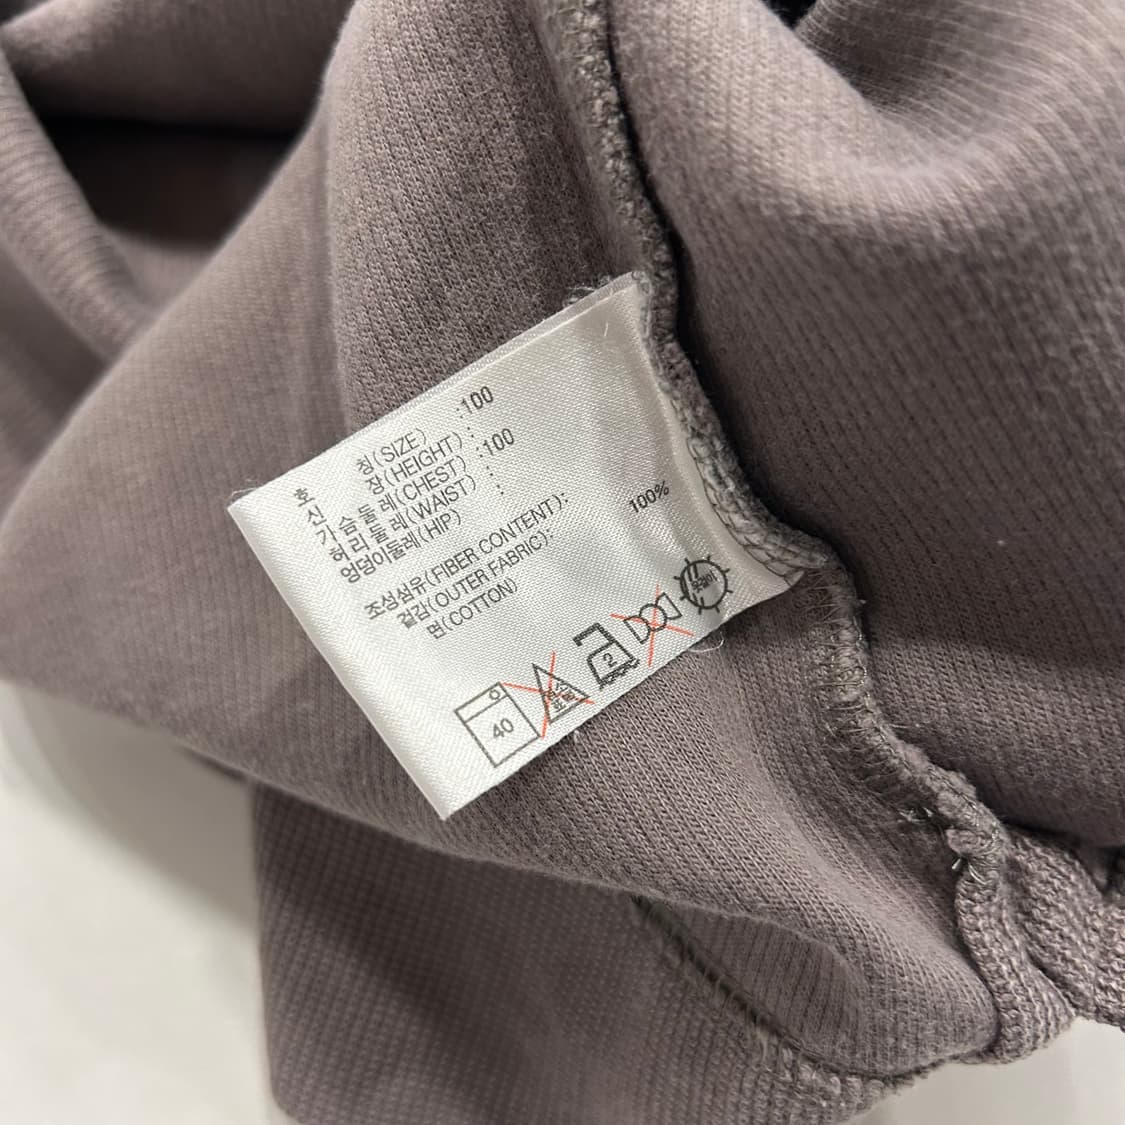 호 칭(SIZE) :100
신 장(HEIGHT) :
가슴둘레(CHEST) :100
허리둘레(WAIST) :
엉덩이둘레(HIP) :
조성섬유(FIBER CONTENT):
겉감(OUTER FABRIC):
면(COTTON) 100%
40
2